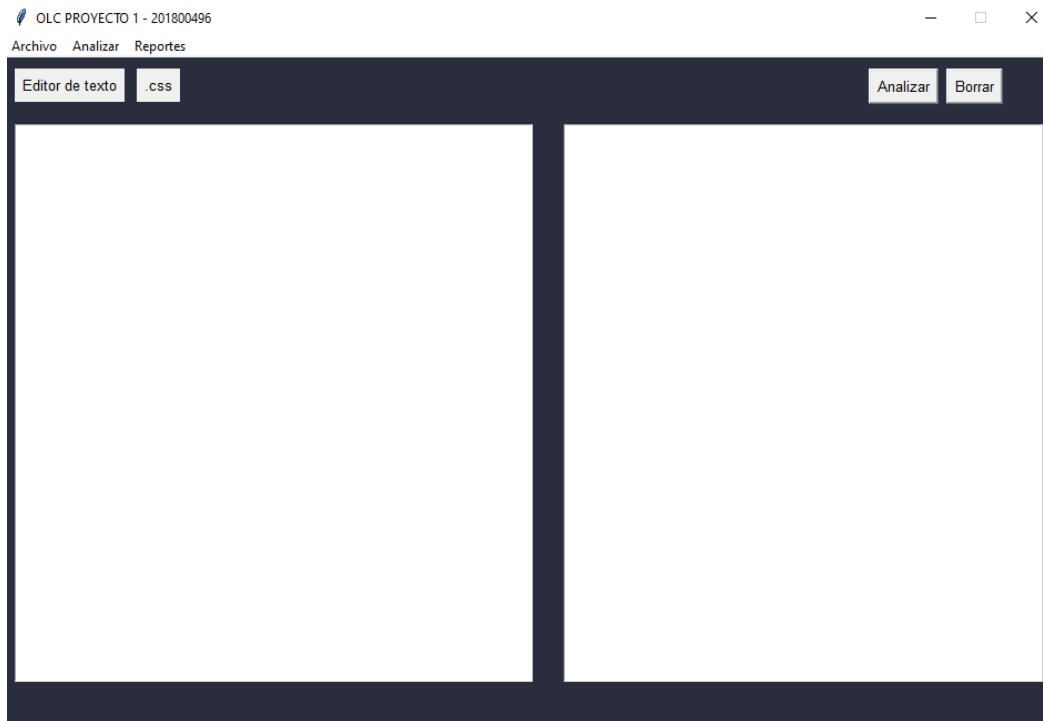 OLC PROYECTO 1 - 201800496
Archivo Analizar Reportes
Editor de texto .css Analizar Borrar